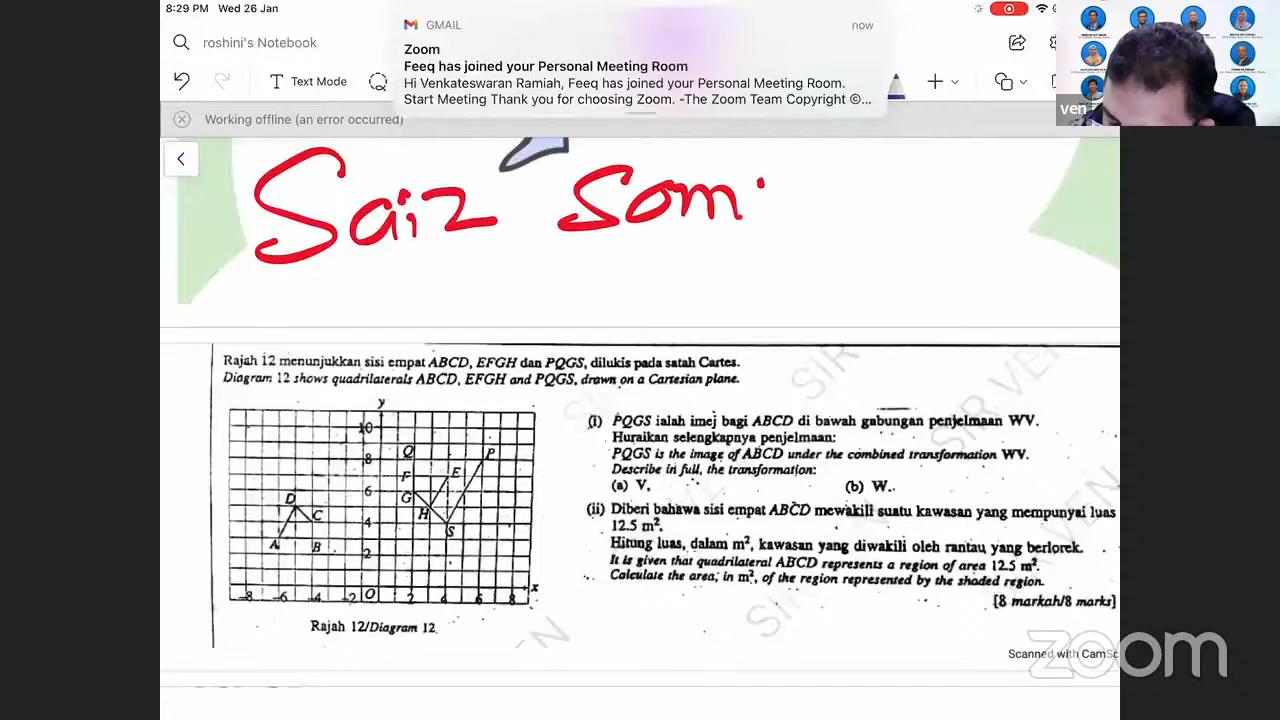 8:29 PM Wed 26 Jan
GMAIL
now
Zoom
Feeq has joined your Personal Meeting Room
Hi Venkateswaran Ramiah, Feeq has joined your Personal Meeting Room.
Start Meeting Thank you for choosing Zoom. -The Zoom Team Copyright ©...
roshini's Notebook
Text Mode
Working offline (an error occurred)
ven
Saiz Som
Rajah 12 menunjukkan sisi empat ABCD, EFGH dan PQGS, dilukis pada satah Cartes.
Diagram 12 shows quadrilaterals ABCD, EFGH and PQGS, drawn on a Cartesian plane.
y
10
8
6
4
2
Q
P
F
E
G
H
S
D
C
A
B
x
-8 -6 -4 -2 O 2 4 6 8
Rajah 12/Diagram 12
(i) PQGS ialah imej bagi ABCD di bawah gabungan penjelmaan WV.
Huraikan selengkapnya penjelmaan:
PQGS is the image of ABCD under the combined transformation WV.
Describe in full, the transformation:
(a) V, (b) W.
(ii) Diberi bahawa sisi empat ABCD mewakili suatu kawasan yang mempunyai luas
12.5 m².
Hitung luas, dalam m², kawasan yang diwakili oleh rantau yang berlorek.
It is given that quadrilateral ABCD represents a region of area 12.5 m².
Calculate the area, in m², of the region represented by the shaded region.
[8 markah/8 marks]
SIR VEN
SIR VEN
SIR VEN
Scanned with CamSc
zoom